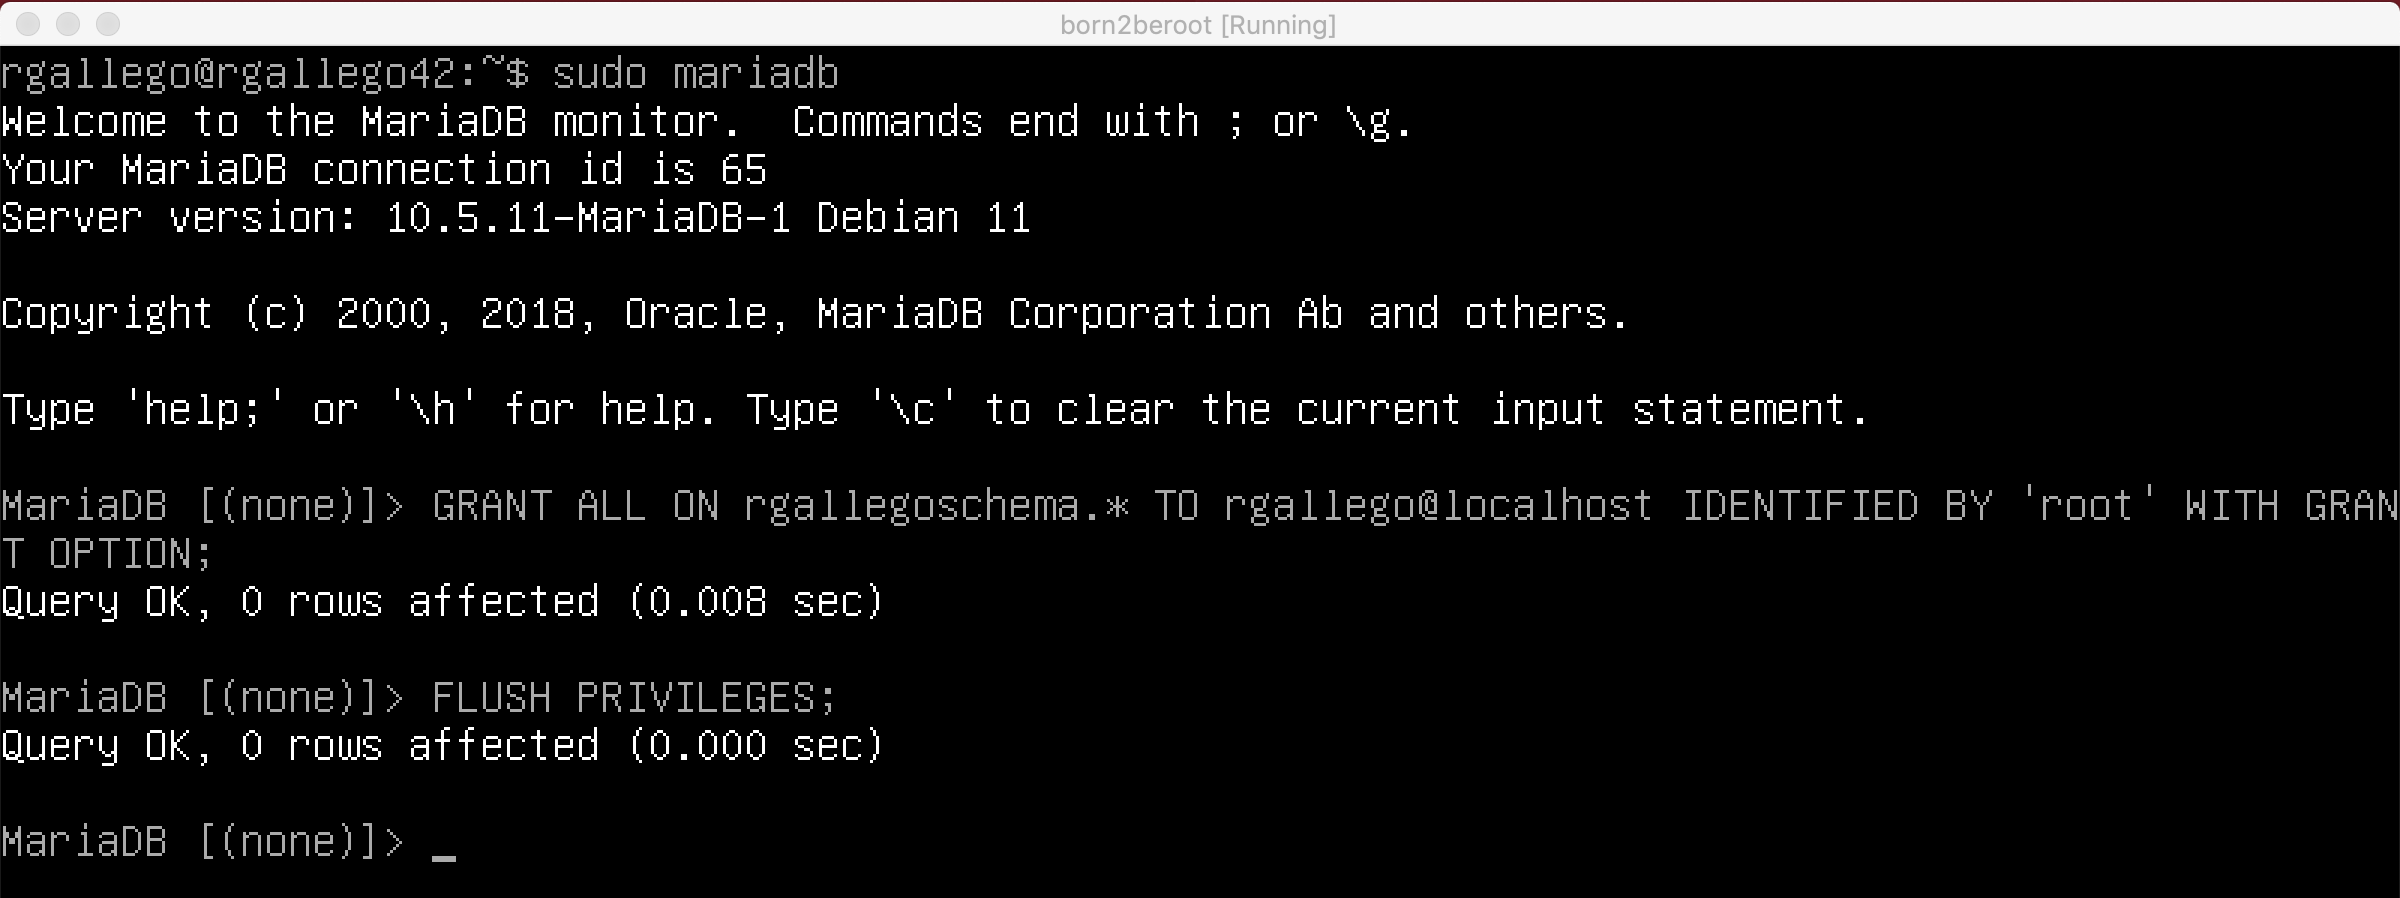 born2beroot [Running]
rgallego@rgallego42:~$ sudo mariadb
Welcome to the MariaDB monitor.  Commands end with ; or \g.
Your MariaDB connection id is 65
Server version: 10.5.11-MariaDB-1 Debian 11
Copyright (c) 2000, 2018, Oracle, MariaDB Corporation Ab and others.
Type 'help;' or '\h' for help. Type '\c' to clear the current input statement.
MariaDB [(none)]> GRANT ALL ON rgallegoschema.* TO rgallego@localhost IDENTIFIED BY 'root' WITH GRAN
T OPTION;
Query OK, 0 rows affected (0.008 sec)
MariaDB [(none)]> FLUSH PRIVILEGES;
Query OK, 0 rows affected (0.000 sec)
MariaDB [(none)]> _